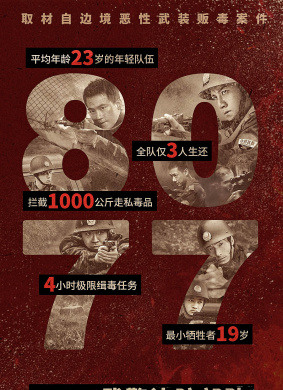 取材自边境恶性武装贩毒案件
平均年龄23岁的年轻队伍
80
全队仅3人生还
拦截1000公斤走私毒品
77
4小时极限缉毒任务
最小牺牲者19岁